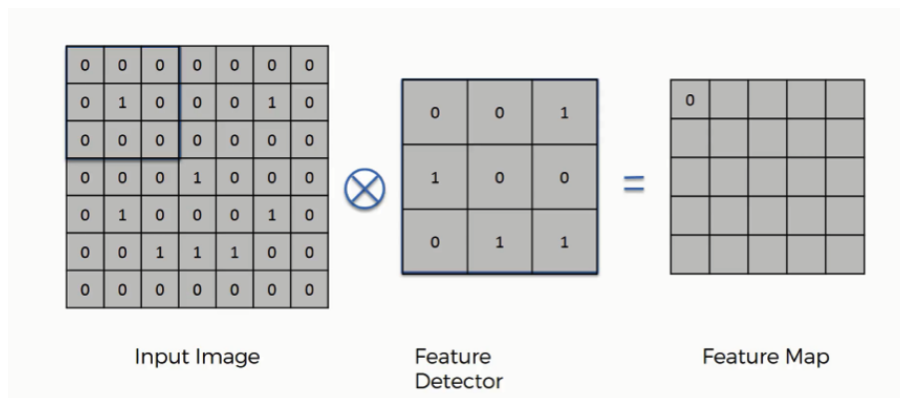 0 0 0 0 0 0 0
0 1 0 0 0 1 0
0 0 0 0 0 0 0
0 0 0 1 0 0 0
0 1 0 0 0 1 0
0 0 1 1 1 0 0
0 0 0 0 0 0 0
Input Image
0 0 1
1 0 0
0 1 1
Feature
Detector
=
0
Feature Map